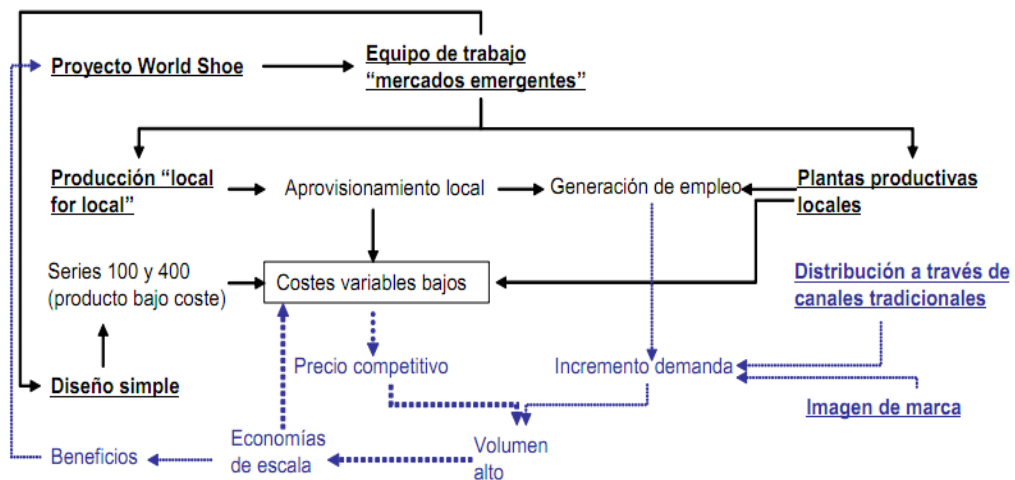 Proyecto World Shoe
Equipo de trabajo
“mercados emergentes”
Producción “local
for local”
Aprovisionamiento local
Generación de empleo
Plantas productivas
locales
Series 100 y 400
(producto bajo coste)
Costes variables bajos
Distribución a través de
canales tradicionales
Diseño simple
Precio competitivo
Incremento demanda
Imagen de marca
Beneficios
Economías
de escala
Volumen
alto